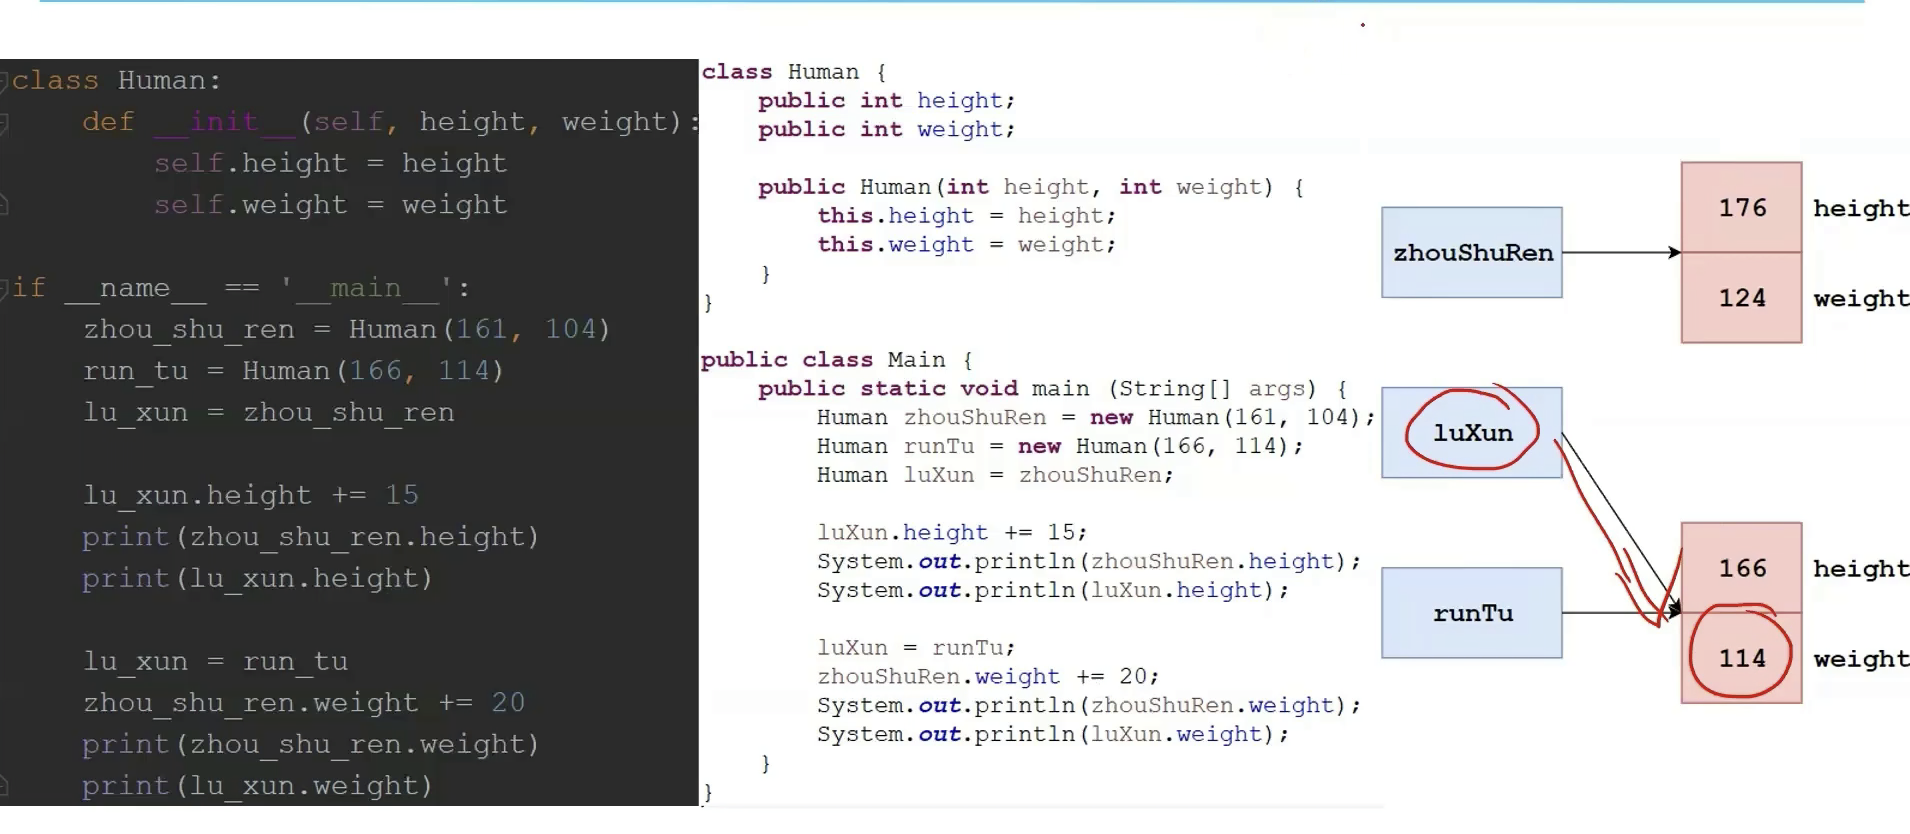 class Human:
    def __init__(self, height, weight):
        self.height = height
        self.weight = weight
if __name__ == '__main__':
    zhou_shu_ren = Human(161, 104)
    run_tu = Human(166, 114)
    lu_xun = zhou_shu_ren
    lu_xun.height += 15
    print(zhou_shu_ren.height)
    print(lu_xun.height)
    lu_xun = run_tu
    zhou_shu_ren.weight += 20
    print(zhou_shu_ren.weight)
    print(lu_xun.weight)
class Human {
    public int height;
    public int weight;
    public Human(int height, int weight) {
        this.height = height;
        this.weight = weight;
    }
}
public class Main {
    public static void main (String[] args) {
        Human zhouShuRen = new Human(161, 104);
        Human runTu = new Human(166, 114);
        Human luXun = zhouShuRen;
        luXun.height += 15;
        System.out.println(zhouShuRen.height);
        System.out.println(luXun.height);
        luXun = runTu;
        zhouShuRen.weight += 20;
        System.out.println(zhouShuRen.weight);
        System.out.println(luXun.weight);
    }
}
zhouShuRen
176 height
124 weight
luXun
runTu
166 height
114 weight